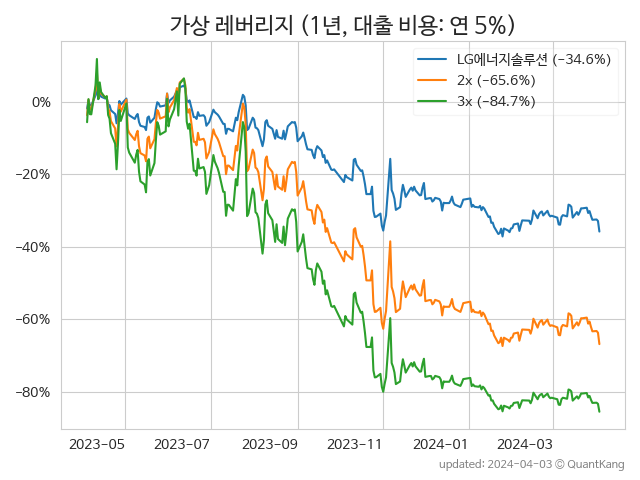 가상 레버리지 (1년, 대출 비용: 연 5%)
LG에너지솔루션 (−34.6%)
2x (−65.6%)
3x (−84.7%)
0%
−20%
−40%
−60%
−80%
2023−05 2023−07 2023−09 2023−11 2024−01 2024−03
updated: 2024-04-03 © QuantKang